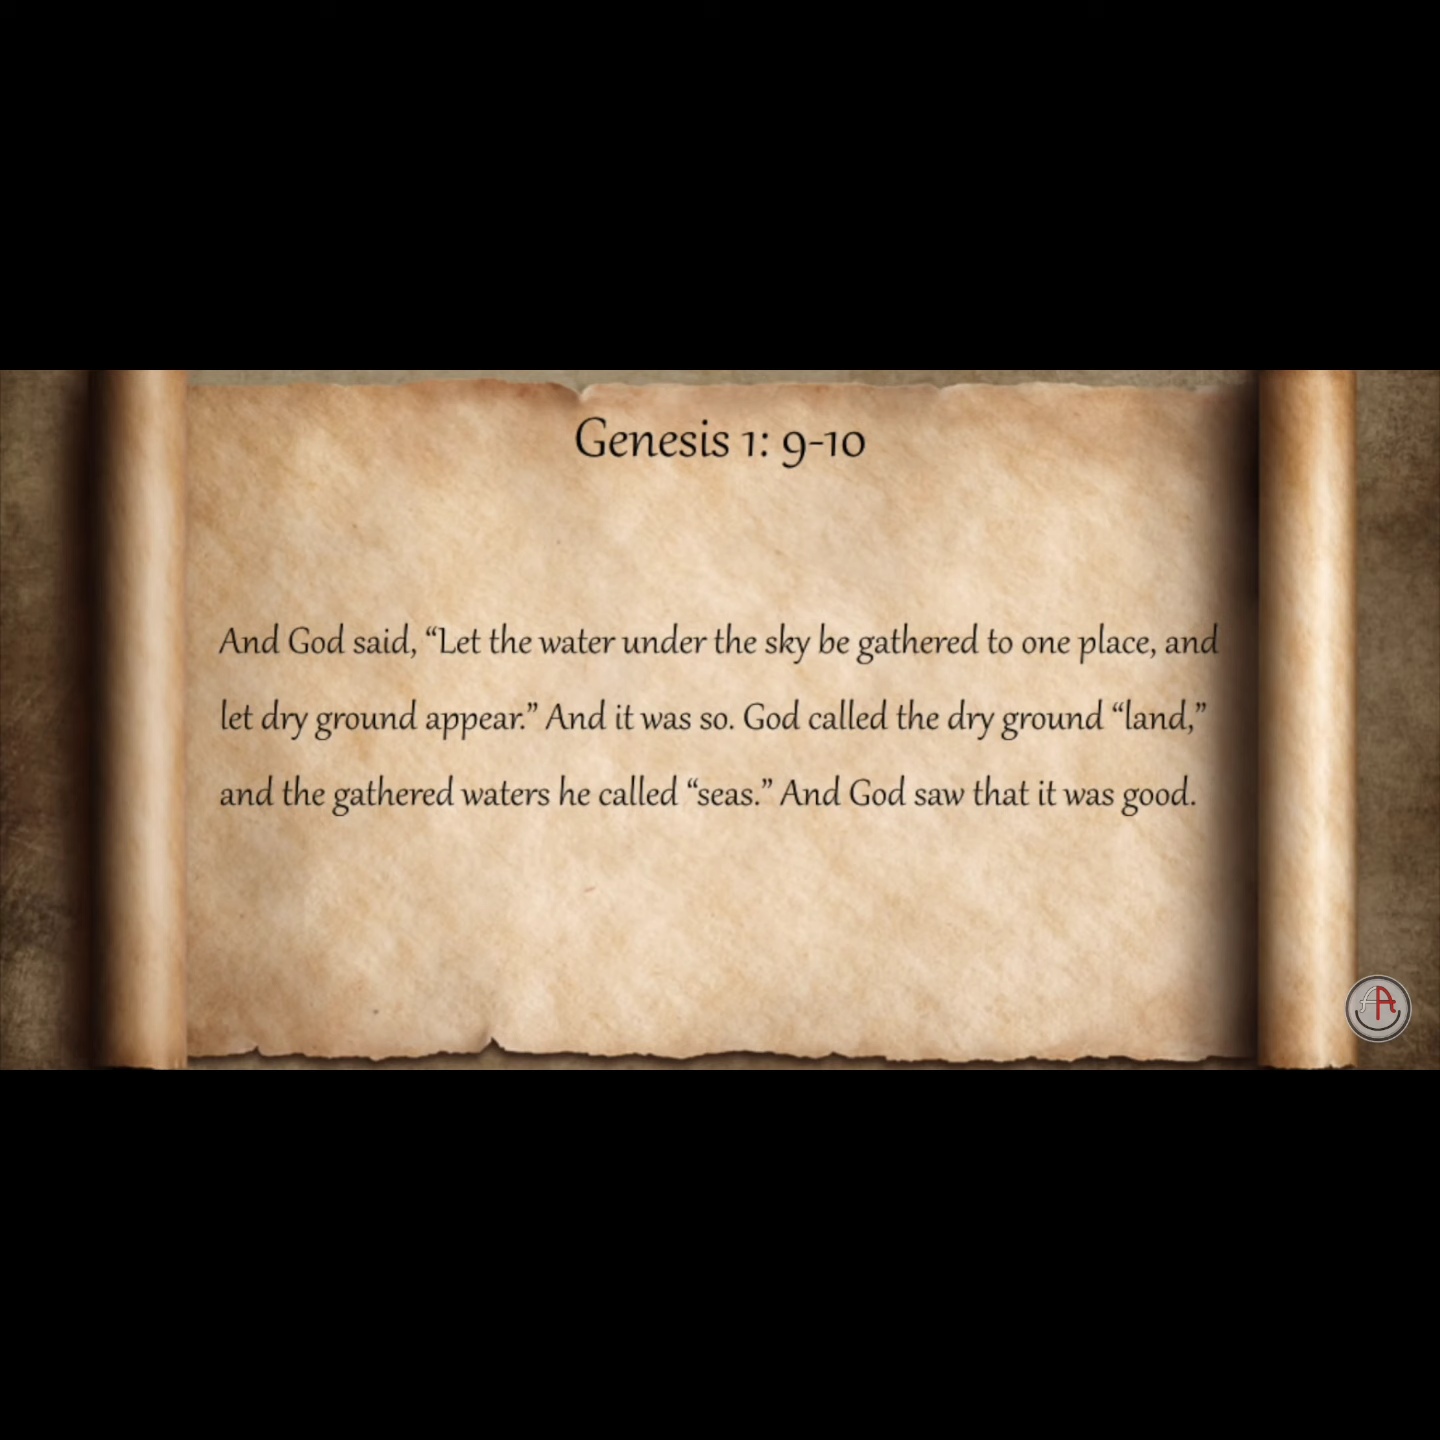 Genesis 1: 9-10
And God said, “Let the water under the sky be gathered to one place, and
let dry ground appear.” And it was so. God called the dry ground “land,”
and the gathered waters he called “seas.” And God saw that it was good.
AA